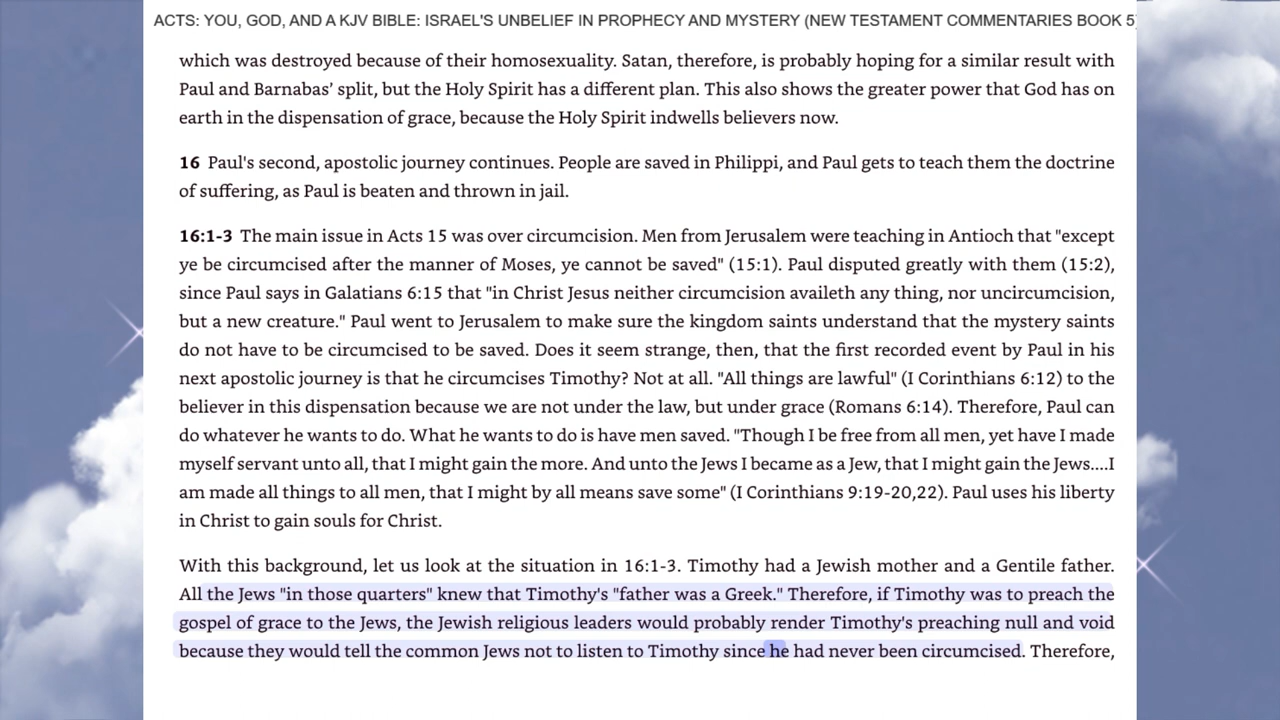 ACTS: YOU, GOD, AND A KJV BIBLE: ISRAEL'S UNBELIEF IN PROPHECY AND MYSTERY (NEW TESTAMENT COMMENTARIES BOOK 5)
which was destroyed because of their homosexuality. Satan, therefore, is probably hoping for a similar result with
Paul and Barnabas’ split, but the Holy Spirit has a different plan. This also shows the greater power that God has on
earth in the dispensation of grace, because the Holy Spirit indwells believers now.
16 Paul's second, apostolic journey continues. People are saved in Philippi, and Paul gets to teach them the doctrine
of suffering, as Paul is beaten and thrown in jail.
16:1-3 The main issue in Acts 15 was over circumcision. Men from Jerusalem were teaching in Antioch that "except
ye be circumcised after the manner of Moses, ye cannot be saved" (15:1). Paul disputed greatly with them (15:2),
since Paul says in Galatians 6:15 that "in Christ Jesus neither circumcision availeth any thing, nor uncircumcision,
but a new creature." Paul went to Jerusalem to make sure the kingdom saints understand that the mystery saints
do not have to be circumcised to be saved. Does it seem strange, then, that the first recorded event by Paul in his
next apostolic journey is that he circumcises Timothy? Not at all. "All things are lawful" (I Corinthians 6:12) to the
believer in this dispensation because we are not under the law, but under grace (Romans 6:14). Therefore, Paul can
do whatever he wants to do. What he wants to do is have men saved. "Though I be free from all men, yet have I made
myself servant unto all, that I might gain the more. And unto the Jews I became as a Jew, that I might gain the Jews....I
am made all things to all men, that I might by all means save some" (I Corinthians 9:19-20,22). Paul uses his liberty
in Christ to gain souls for Christ.
With this background, let us look at the situation in 16:1-3. Timothy had a Jewish mother and a Gentile father.
All the Jews "in those quarters" knew that Timothy's "father was a Greek." Therefore, if Timothy was to preach the
gospel of grace to the Jews, the Jewish religious leaders would probably render Timothy's preaching null and void
because they would tell the common Jews not to listen to Timothy since he had never been circumcised. Therefore,